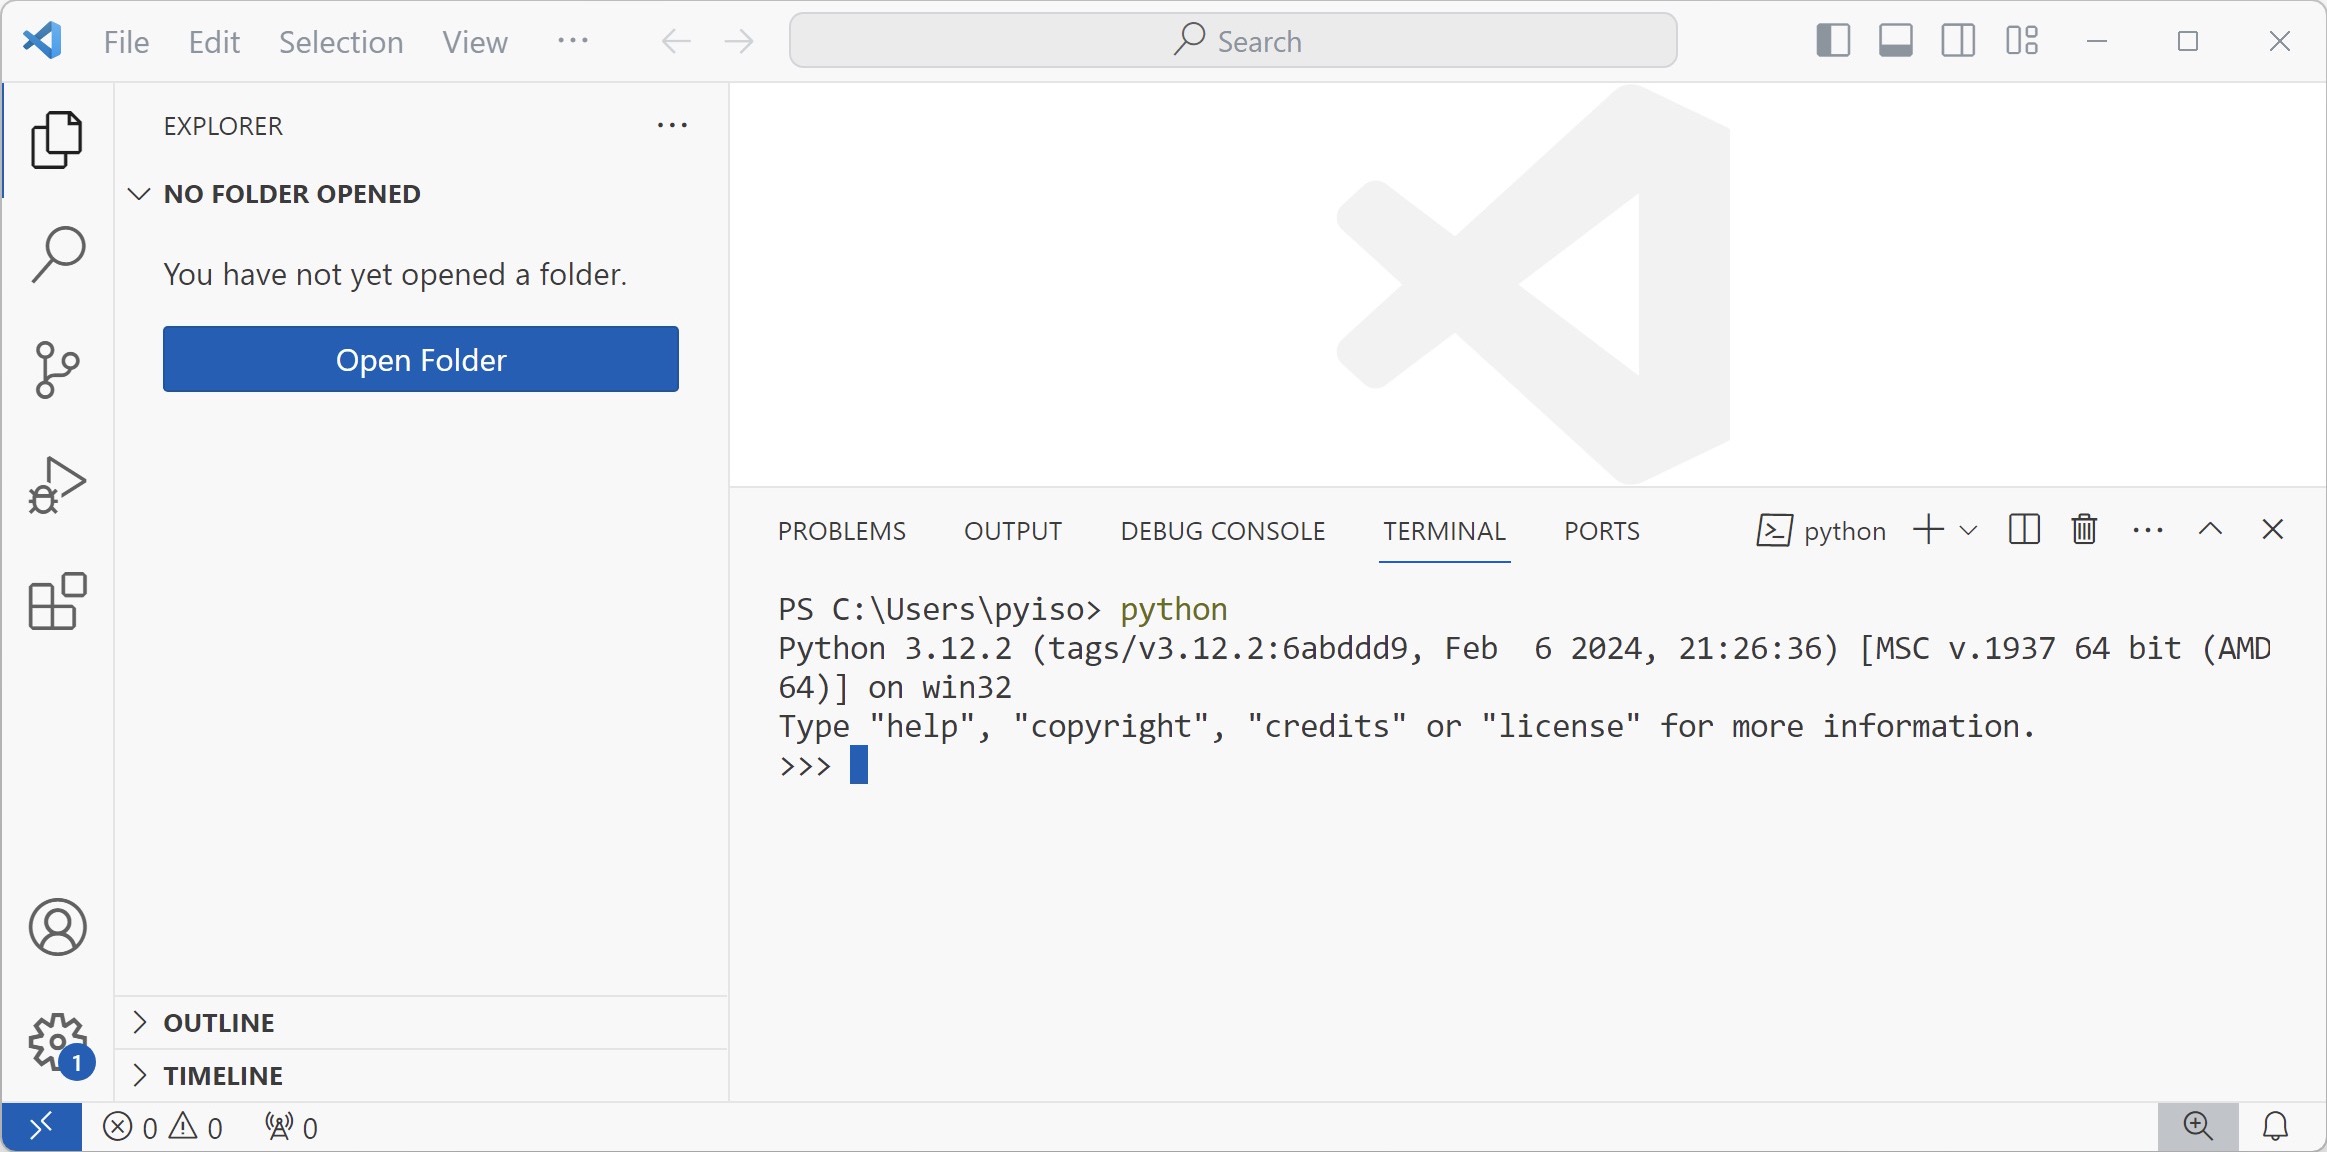 File Edit Selection View ··· Search
EXPLORER ···
NO FOLDER OPENED
You have not yet opened a folder.
Open Folder
PROBLEMS OUTPUT DEBUG CONSOLE TERMINAL PORTS python ···
PS C:\Users\pyiso> python
Python 3.12.2 (tags/v3.12.2:6abddd9, Feb  6 2024, 21:26:36) [MSC v.1937 64 bit (AMD
64)] on win32
Type "help", "copyright", "credits" or "license" for more information.
>>>
OUTLINE
1
TIMELINE
0 0 0